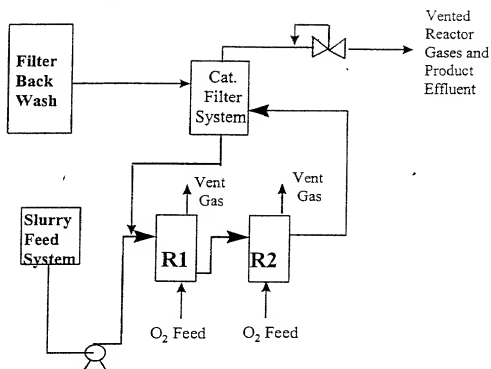 Vented
Reactor
Gases and
Product
Effluent
Filter
Back
Wash
Cat.
Filter
System
Vent
Gas
Vent
Gas
Slurry
Feed
System
R1
R2
O₂ Feed
O₂ Feed